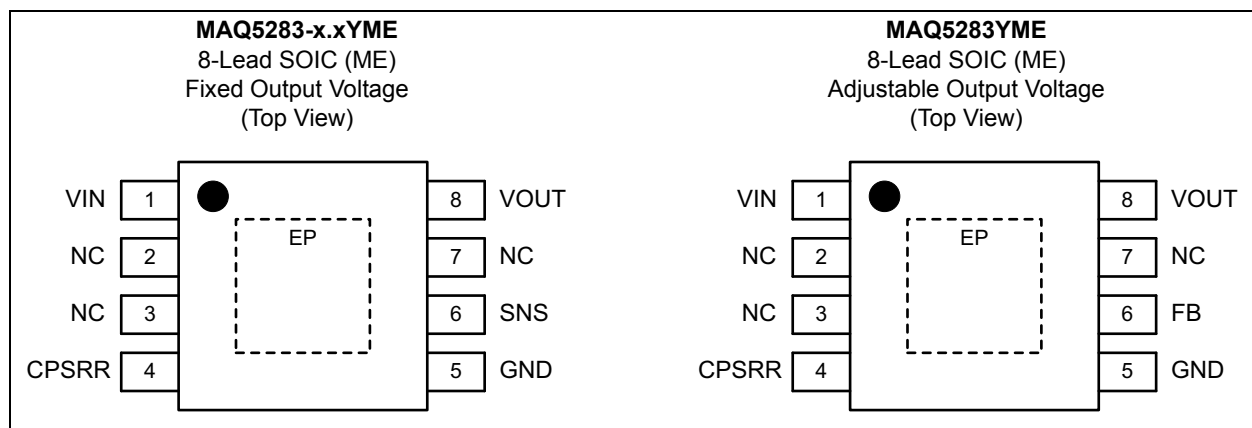 MAQ5283-x.xYME
8-Lead SOIC (ME)
Fixed Output Voltage
(Top View)
VIN 1 8 VOUT
EP
NC 2 7 NC
NC 3 6 SNS
CPSRR 4 5 GND
MAQ5283YME
8-Lead SOIC (ME)
Adjustable Output Voltage
(Top View)
VIN 1 8 VOUT
EP
NC 2 7 NC
NC 3 6 FB
CPSRR 4 5 GND